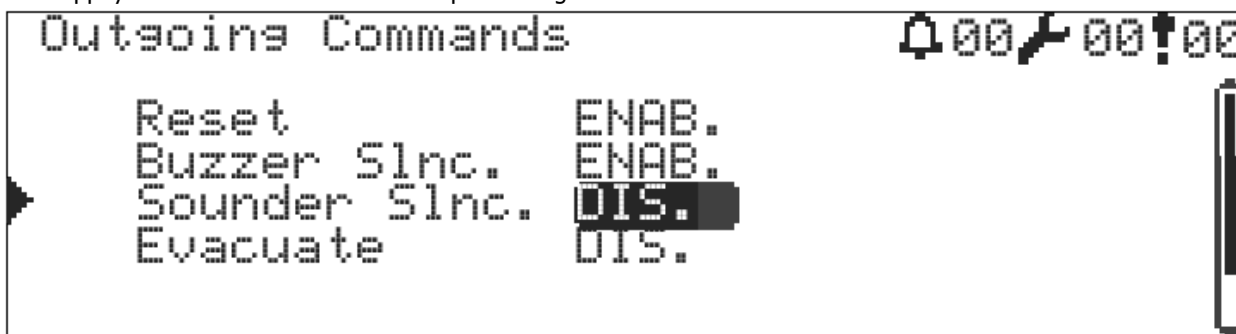 Outgoing Commands 00 00 00
Reset ENAB.
Buzzer Slnc. ENAB.
Sounder Slnc. DIS.
Evacuate DIS.